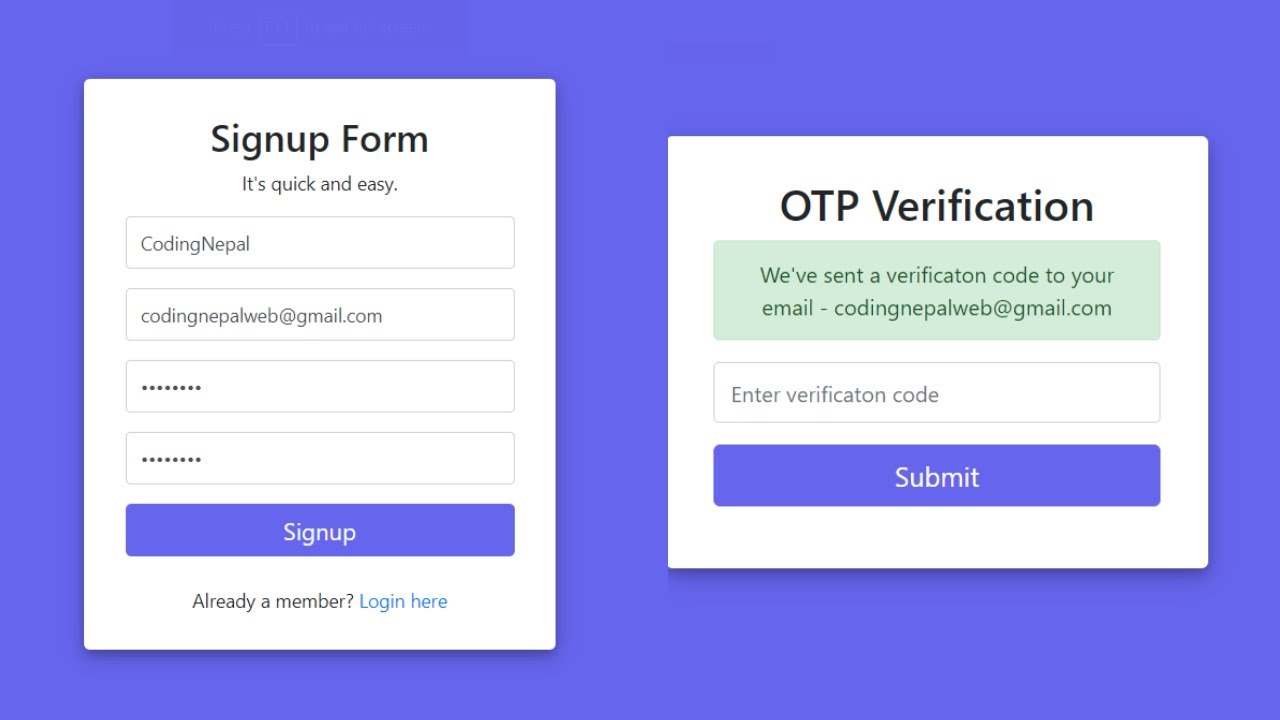 Press F11 to exit full screen
Signup Form
It's quick and easy.
CodingNepal
codingnepalweb@gmail.com
••••••••
••••••••
Signup
Already a member? Login here
OTP Verification
We've sent a verificaton code to your
email - codingnepalweb@gmail.com
Enter verificaton code
Submit